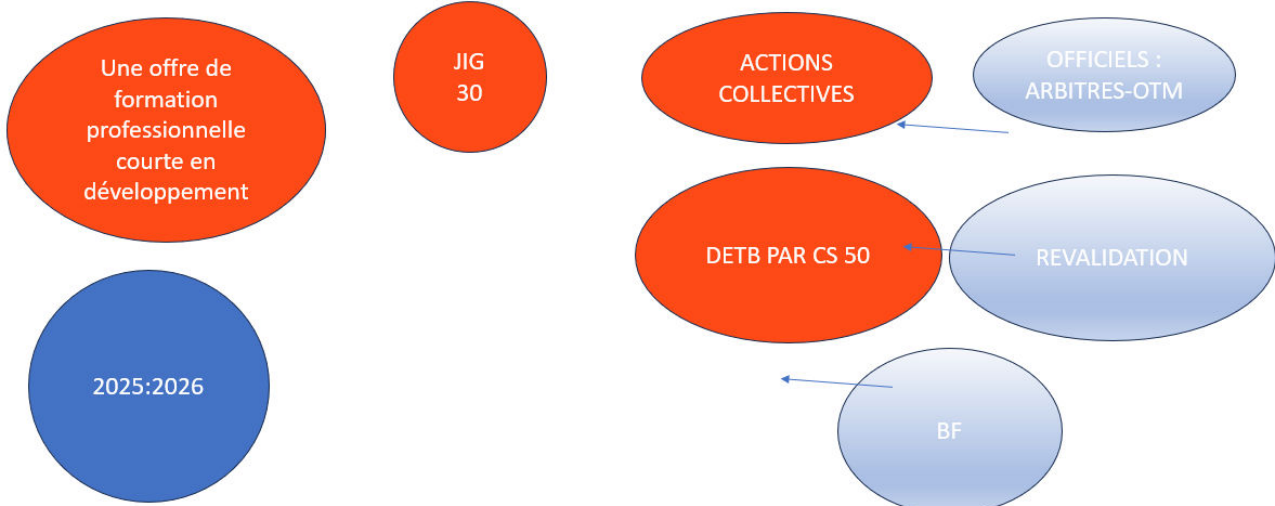 Une offre de
formation
professionnelle
courte en
développement
JIG
30
ACTIONS
COLLECTIVES
OFFICIELS :
ARBITRES-OTM
DETB PAR CS 50
REVALIDATION
2025:2026
BF